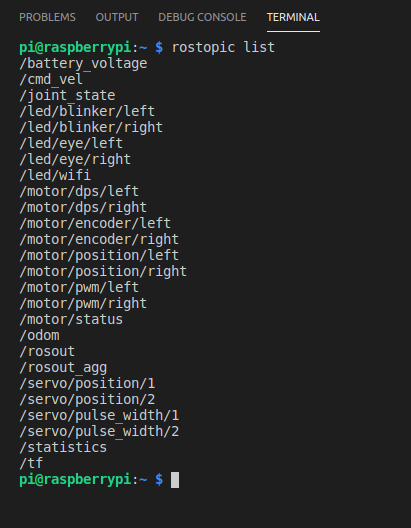 PROBLEMS OUTPUT DEBUG CONSOLE TERMINAL
pi@raspberrypi:~ $ rostopic list
/battery_voltage
/cmd_vel
/joint_state
/led/blinker/left
/led/blinker/right
/led/eye/left
/led/eye/right
/led/wifi
/motor/dps/left
/motor/dps/right
/motor/encoder/left
/motor/encoder/right
/motor/position/left
/motor/position/right
/motor/pwm/left
/motor/pwm/right
/motor/status
/odom
/rosout
/rosout_agg
/servo/position/1
/servo/position/2
/servo/pulse_width/1
/servo/pulse_width/2
/statistics
/tf
pi@raspberrypi:~ $